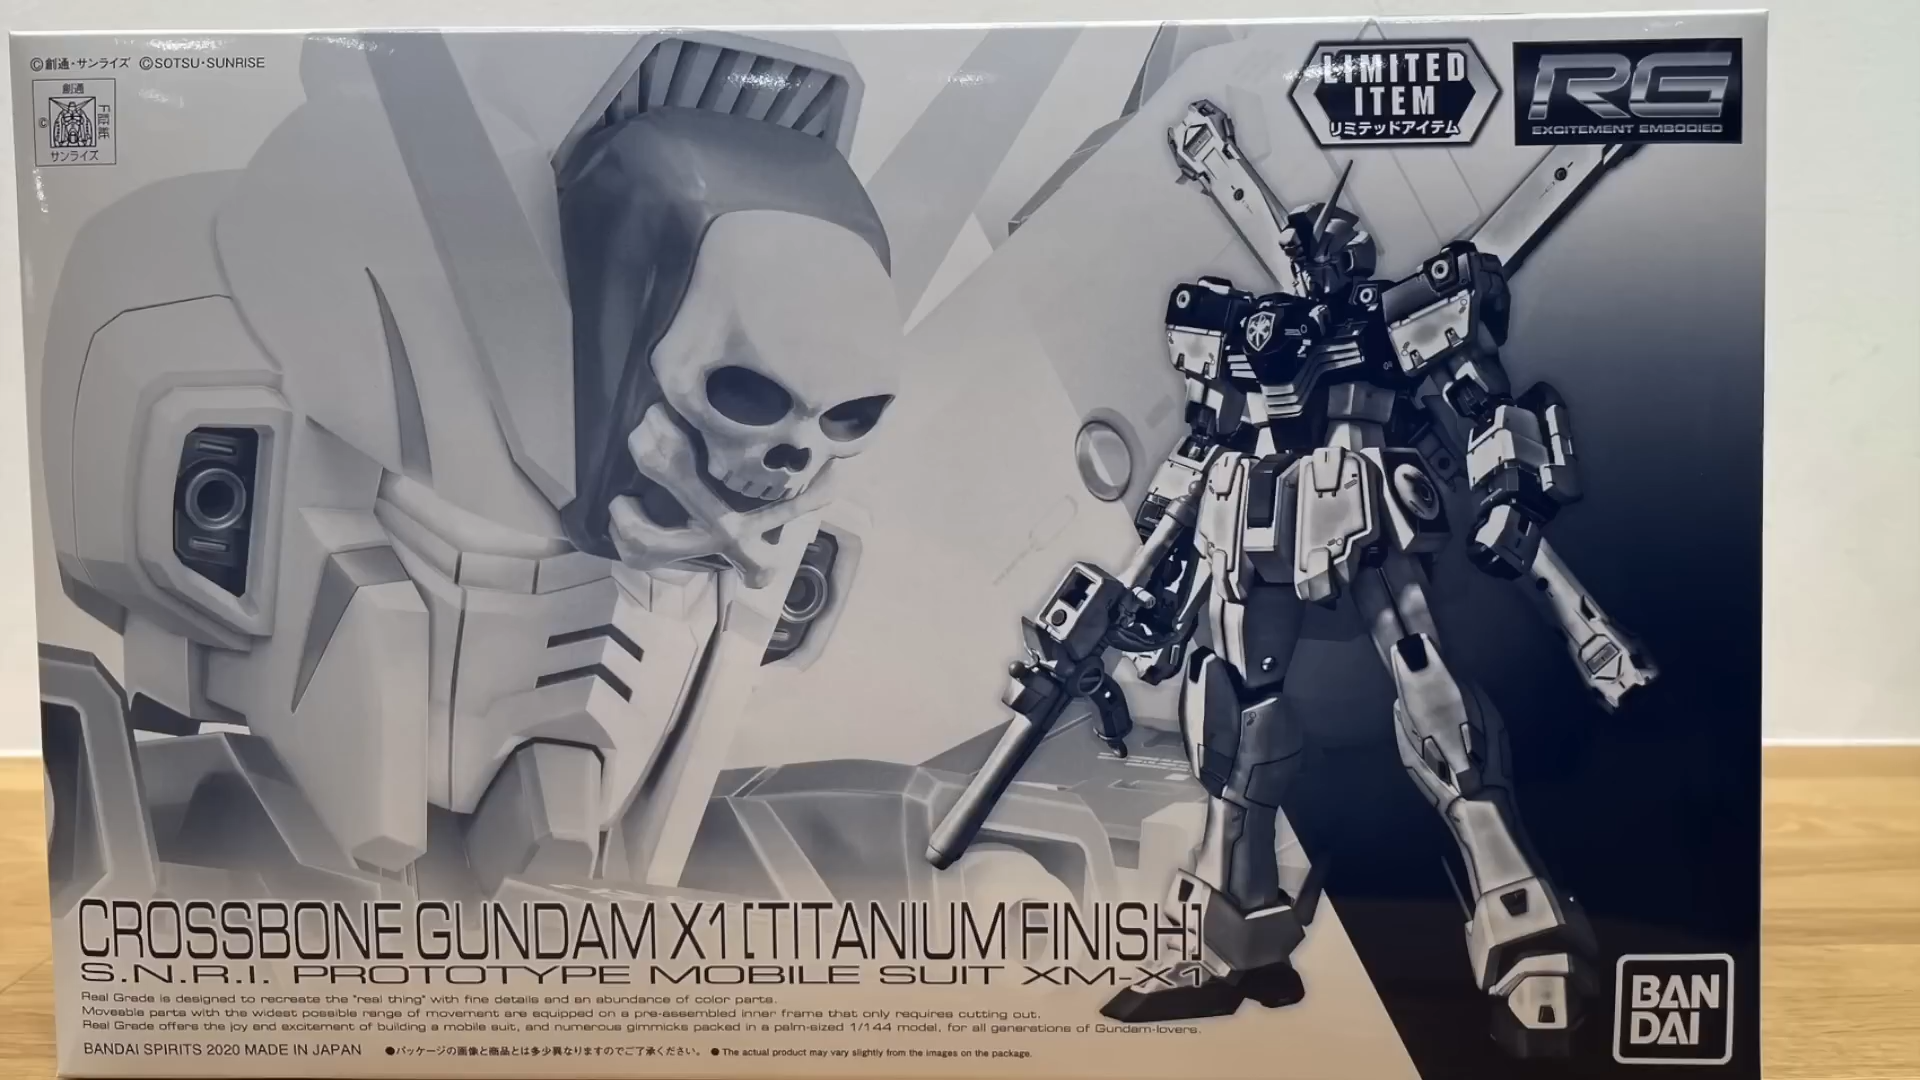 ©創通・サンライズ ©SOTSU・SUNRISE
創通
©
サンライズ
LIMITED
ITEM
リミテッドアイテム
RG
EXCITEMENT EMBODIED
CROSSBONE GUNDAM X1 [TITANIUM FINISH]
S.N.R.I. PROTOTYPE MOBILE SUIT XM-X1
Real Grade is designed to recreate the "real thing" with fine details and an abundance of color parts.
Moveable parts with the widest possible range of movement are equipped on a pre-assembled inner frame that only requires cutting out.
Real Grade offers the joy and excitement of building a mobile suit, and numerous gimmicks packed in a palm-sized 1/144 model, for all generations of Gundam-lovers.
BANDAI SPIRITS 2020 MADE IN JAPAN ●パッケージの画像と商品とは多少異なりますのでご了承ください。 ●The actual product may vary slightly from the images on the package.
BAN
DAI